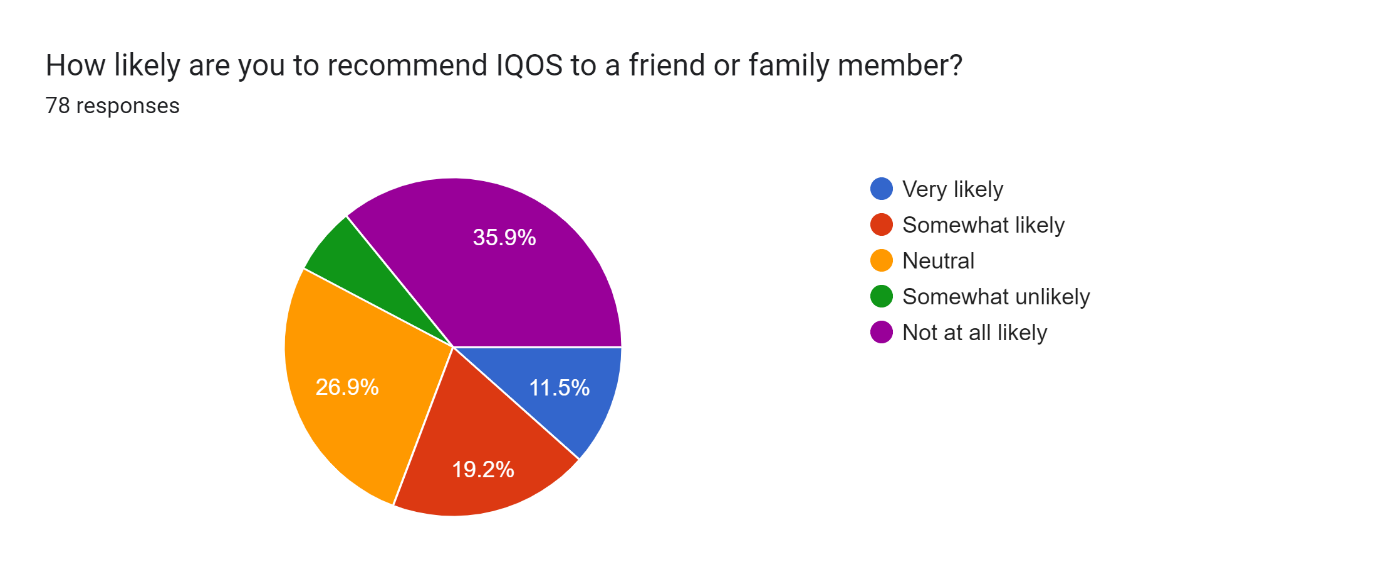 How likely are you to recommend IQOS to a friend or family member?
78 responses
35.9%
11.5%
26.9%
19.2%
Very likely
Somewhat likely
Neutral
Somewhat unlikely
Not at all likely